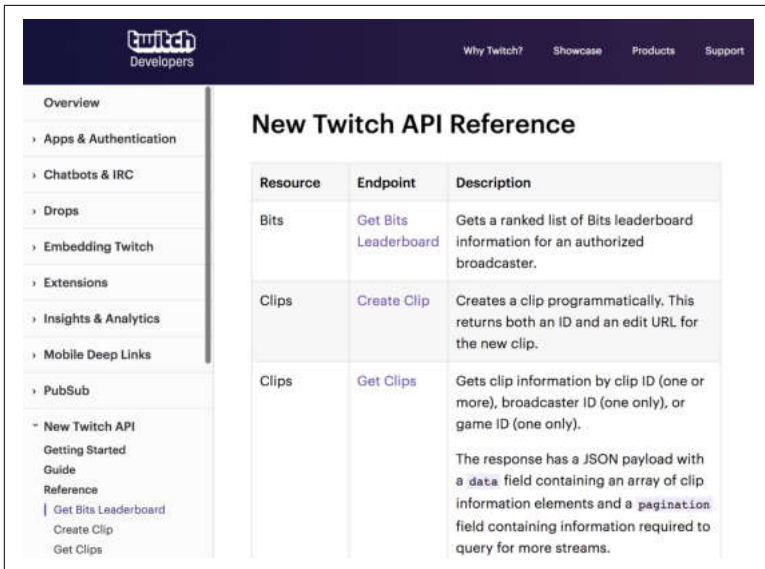 twitch
Developers
Why Twitch? Showcase Products Support
Overview
› Apps & Authentication
› Chatbots & IRC
› Drops
› Embedding Twitch
› Extensions
› Insights & Analytics
› Mobile Deep Links
› PubSub
New Twitch API
Getting Started
Guide
Reference
Get Bits Leaderboard
Create Clip
Get Clips
New Twitch API Reference
Resource Endpoint Description
Bits
Get Bits
Leaderboard
Gets a ranked list of Bits leaderboard
information for an authorized
broadcaster.
Clips
Create Clip
Creates a clip programmatically. This
returns both an ID and an edit URL for
the new clip.
Clips
Get Clips
Gets clip information by clip ID (one or
more), broadcaster ID (one only), or
game ID (one only).
The response has a JSON payload with
a data field containing an array of clip
information elements and a pagination
field containing information required to
query for more streams.